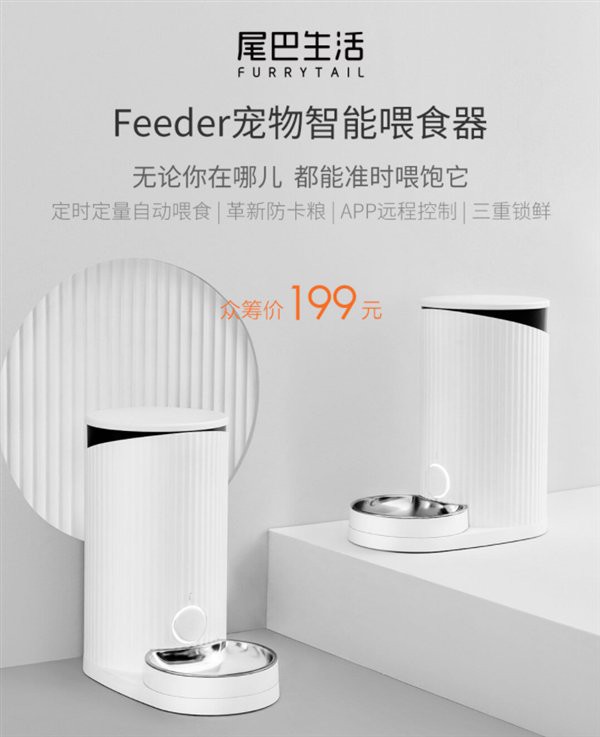 尾巴生活
FURRYTAIL
Feeder宠物智能喂食器
无论你在哪儿 都能准时喂饱它
定时定量自动喂食 | 革新防卡粮 | APP远程控制 | 三重锁鲜
众筹价 199 元